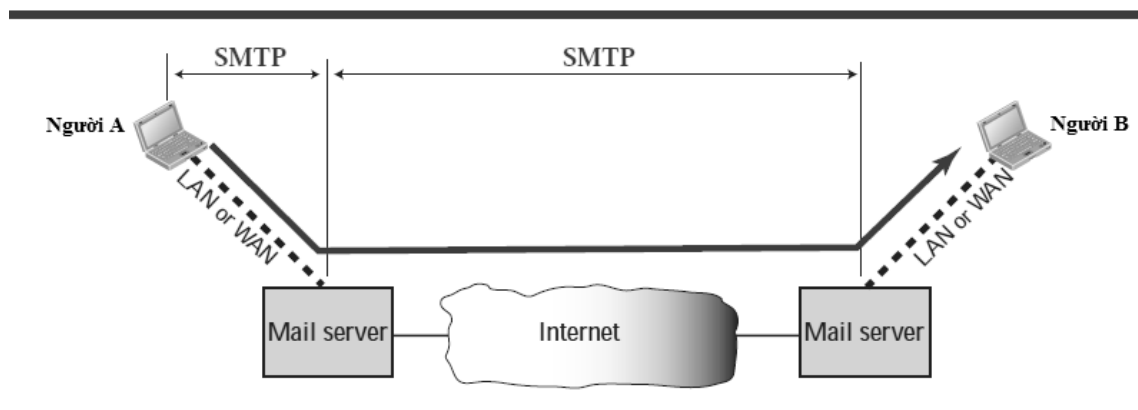 SMTP SMTP
Người A
Người B
LAN or WAN
LAN or WAN
Mail server
Internet
Mail server